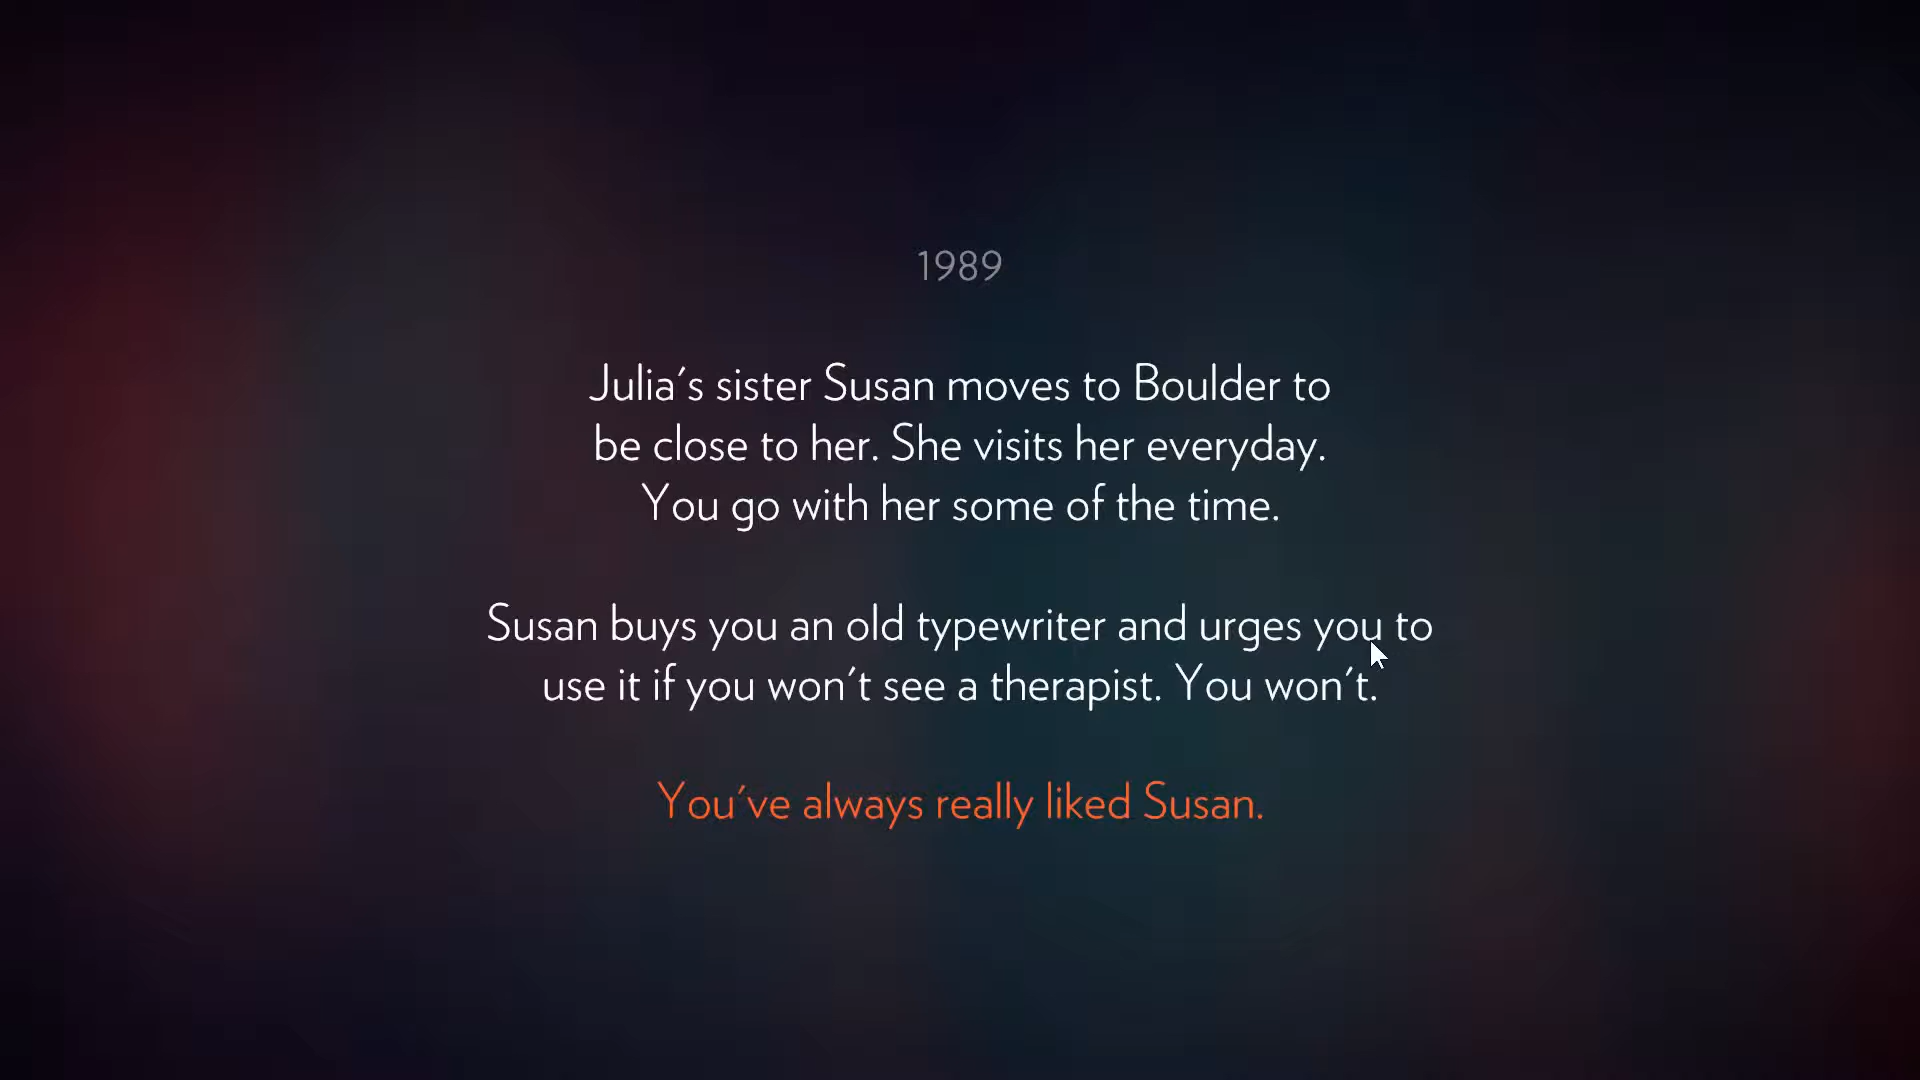 1989
Julia's sister Susan moves to Boulder to
be close to her. She visits her everyday.
You go with her some of the time.
Susan buys you an old typewriter and urges you to
use it if you won't see a therapist. You won't.
You've always really liked Susan.